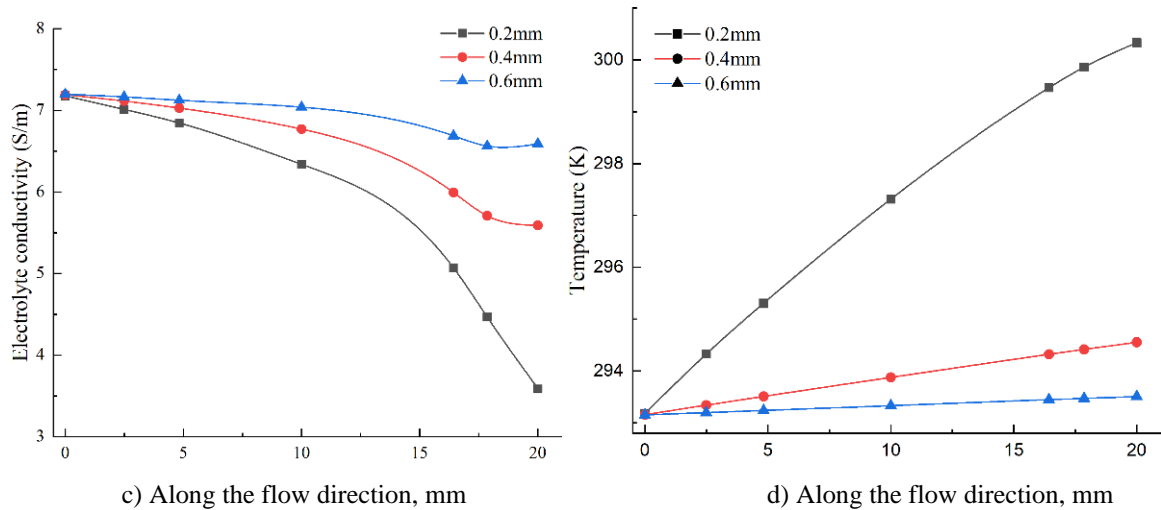 8
7
6
5
4
3
Electrolyte conductivity (S/m)
0.2mm
0.4mm
0.6mm
0
5
10
15
20
c) Along the flow direction, mm
300
298
296
294
Temperature (K)
0.2mm
0.4mm
0.6mm
0
5
10
15
20
d) Along the flow direction, mm